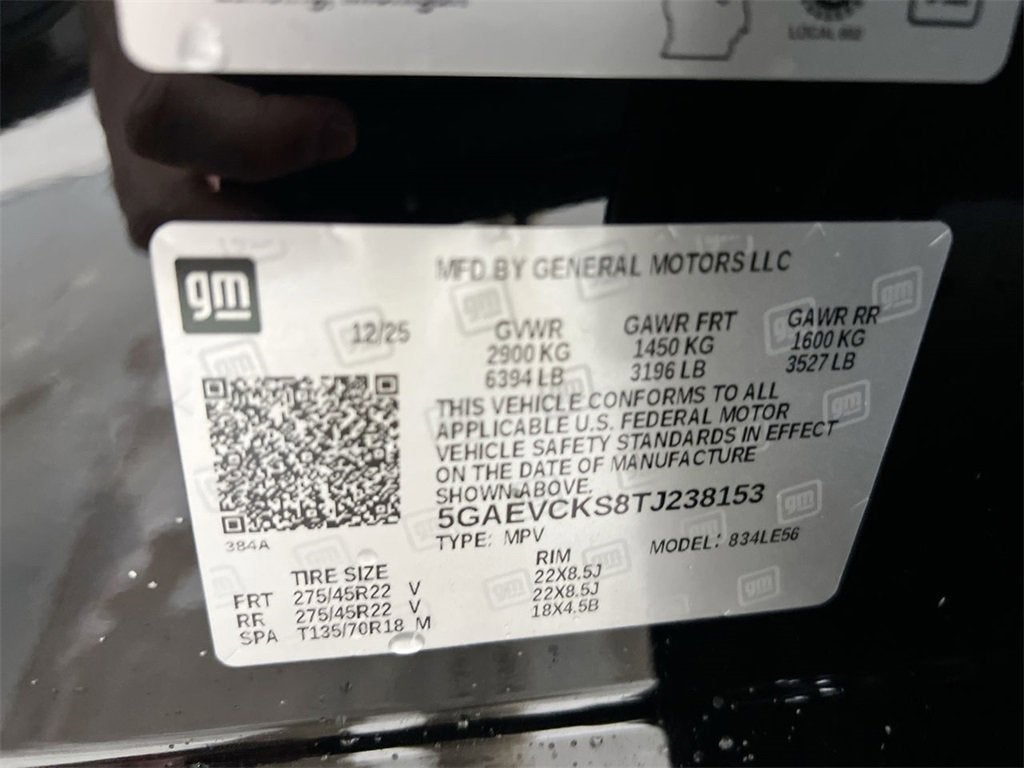 LOCAL 602
gm
MFD BY GENERAL MOTORS LLC
12/25
GVWR GAWR FRT GAWR RR
2900 KG 1450 KG 1600 KG
6394 LB 3196 LB 3527 LB
THIS VEHICLE CONFORMS TO ALL
APPLICABLE U.S. FEDERAL MOTOR
VEHICLE SAFETY STANDARDS IN EFFECT
ON THE DATE OF MANUFACTURE
SHOWN ABOVE.
5GAEVCKS8TJ238153
TYPE: MPV MODEL: 834LE56
384A
TIRE SIZE RIM
FRT 275/45R22 V 22X8.5J
RR 275/45R22 V 22X8.5J
SPA T135/70R18 M 18X4.5B